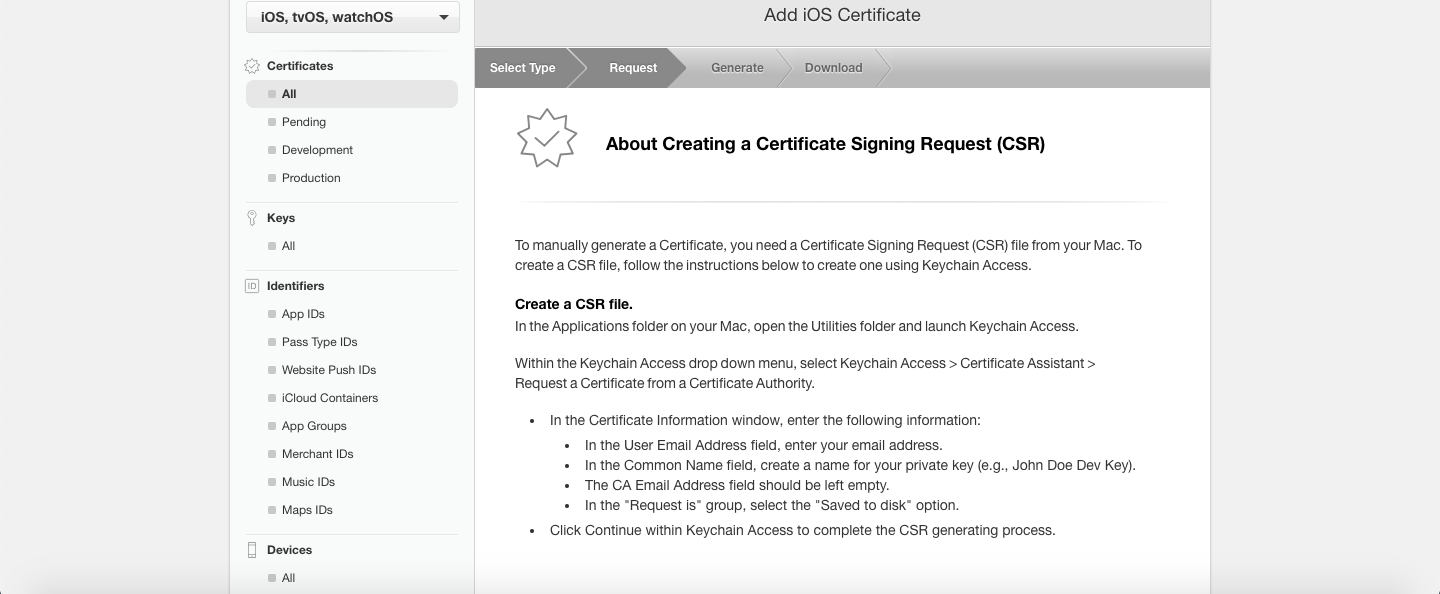 iOS, tvOS, watchOS
Certificates
All
Pending
Development
Production
Keys
All
ID
Identifiers
App IDs
Pass Type IDs
Website Push IDs
iCloud Containers
App Groups
Merchant IDs
Music IDs
Maps IDs
Devices
All
Add iOS Certificate
Select Type
Request
Generate
Download
About Creating a Certificate Signing Request (CSR)
To manually generate a Certificate, you need a Certificate Signing Request (CSR) file from your Mac. To
create a CSR file, follow the instructions below to create one using Keychain Access.
Create a CSR file.
In the Applications folder on your Mac, open the Utilities folder and launch Keychain Access.
Within the Keychain Access drop down menu, select Keychain Access > Certificate Assistant >
Request a Certificate from a Certificate Authority.
• In the Certificate Information window, enter the following information:
• In the User Email Address field, enter your email address.
• In the Common Name field, create a name for your private key (e.g., John Doe Dev Key).
• The CA Email Address field should be left empty.
• In the "Request is" group, select the "Saved to disk" option.
• Click Continue within Keychain Access to complete the CSR generating process.